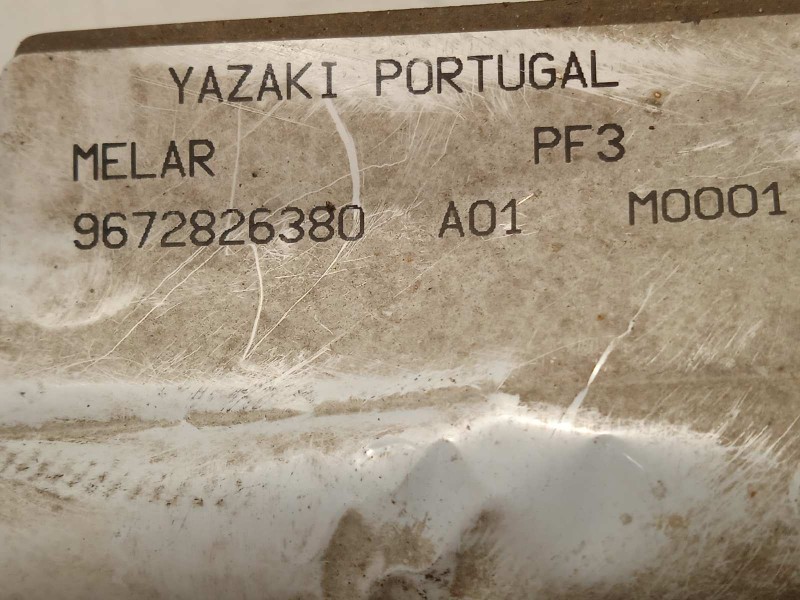 YAZAKI PORTUGAL
MELAR PF3
9672826380 A01 M0001